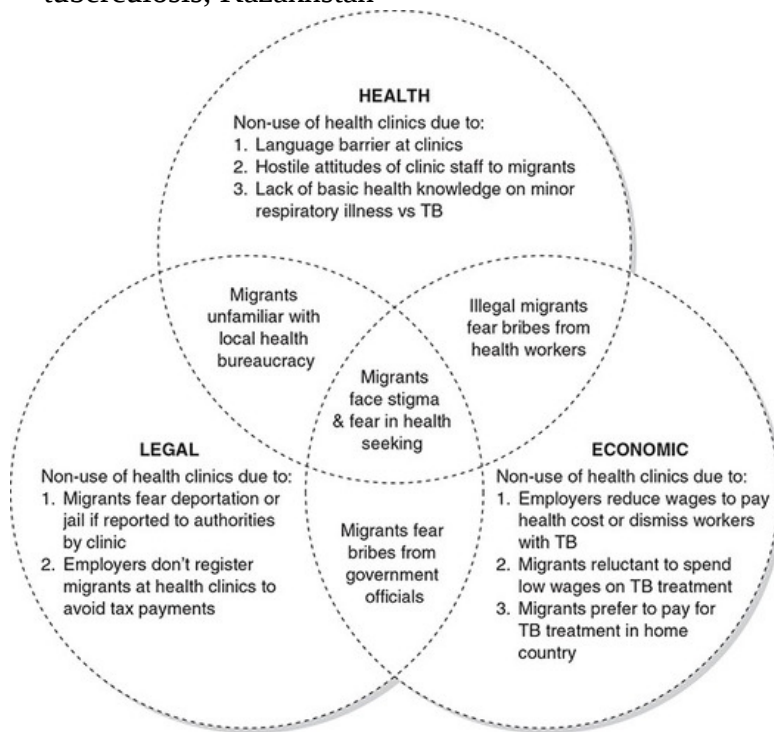 tuberculosis, Kazakhstan
HEALTH
Non-use of health clinics due to:
1. Language barrier at clinics
2. Hostile attitudes of clinic staff to migrants
3. Lack of basic health knowledge on minor
respiratory illness vs TB
Migrants
unfamiliar with
local health
bureaucracy
Illegal migrants
fear bribes from
health workers
Migrants
face stigma
& fear in health
seeking
LEGAL
Non-use of health clinics due to:
1. Migrants fear deportation or
jail if reported to authorities
by clinic
2. Employers don't register
migrants at health clinics to
avoid tax payments
Migrants fear
bribes from
government
officials
ECONOMIC
Non-use of health clinics due to:
1. Employers reduce wages to pay
health cost or dismiss workers
with TB
2. Migrants reluctant to spend
low wages on TB treatment
3. Migrants prefer to pay for
TB treatment in home
country